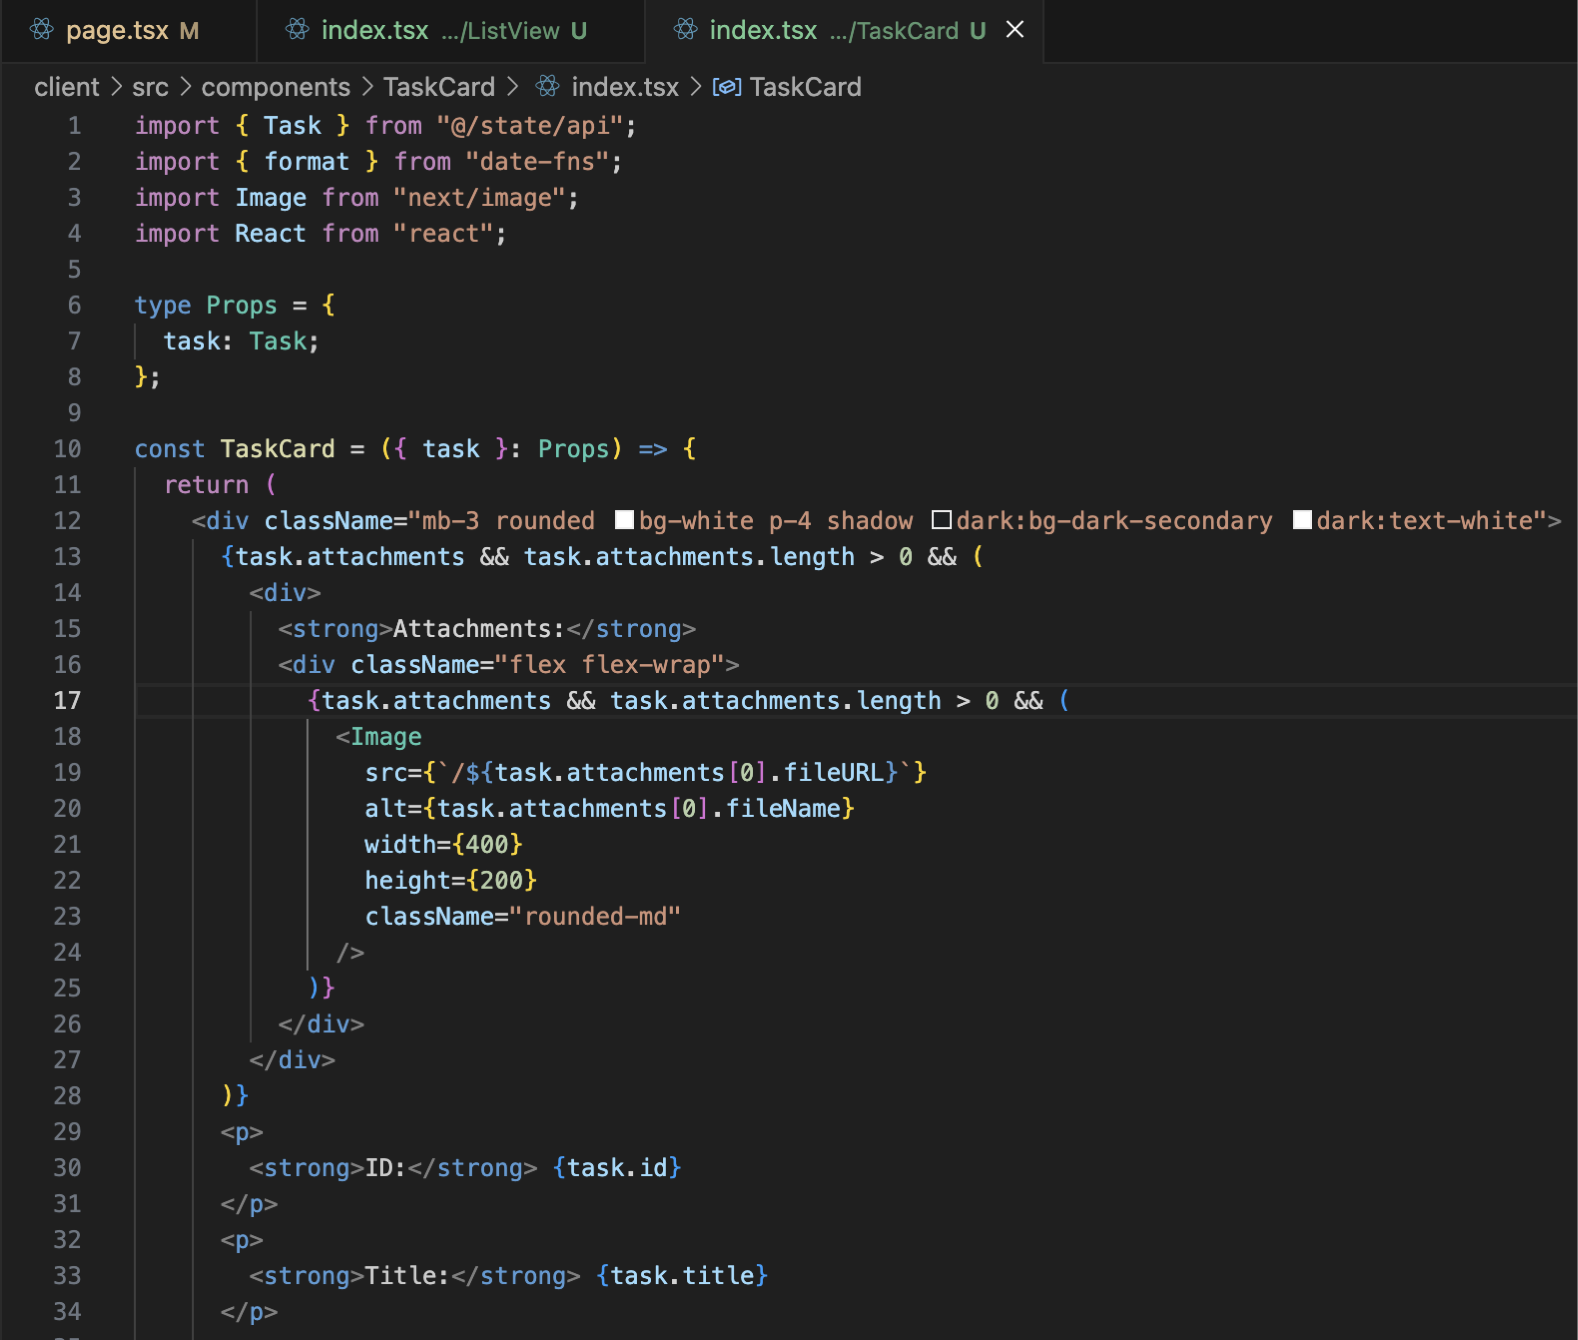 page.tsx M
index.tsx .../ListView U
index.tsx .../TaskCard U
client > src > components > TaskCard > index.tsx > TaskCard
1 import { Task } from "@/state/api";
2 import { format } from "date-fns";
3 import Image from "next/image";
4 import React from "react";
5
6 type Props = {
7   task: Task;
8 };
9
10 const TaskCard = ({ task }: Props) => {
11   return (
12     <div className="mb-3 rounded bg-white p-4 shadow dark:bg-dark-secondary dark:text-white">
13       {task.attachments && task.attachments.length > 0 && (
14         <div>
15           <strong>Attachments:</strong>
16           <div className="flex flex-wrap">
17             {task.attachments && task.attachments.length > 0 && (
18               <Image
19                 src={`/${task.attachments[0].fileURL}`}
20                 alt={task.attachments[0].fileName}
21                 width={400}
22                 height={200}
23                 className="rounded-md"
24               />
25             )}
26           </div>
27         </div>
28       )}
29       <p>
30         <strong>ID:</strong> {task.id}
31       </p>
32       <p>
33         <strong>Title:</strong> {task.title}
34       </p>